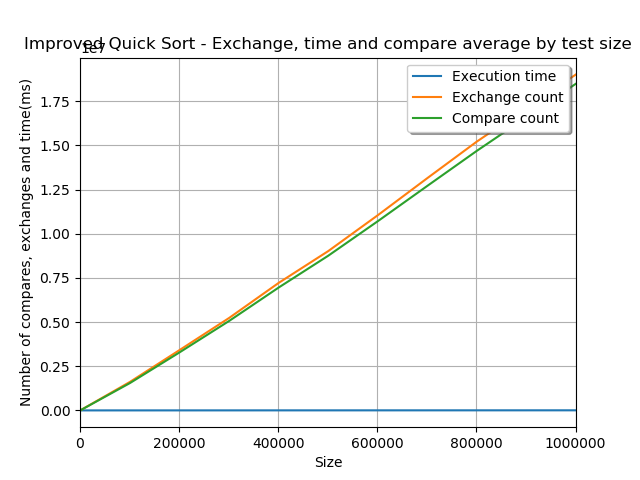 Improved Quick Sort - Exchange, time and compare average by test size
1e7
Execution time
Exchange count
Compare count
Number of compares, exchanges and time(ms)
1.75
1.50
1.25
1.00
0.75
0.50
0.25
0.00
0 200000 400000 600000 800000 1000000
Size